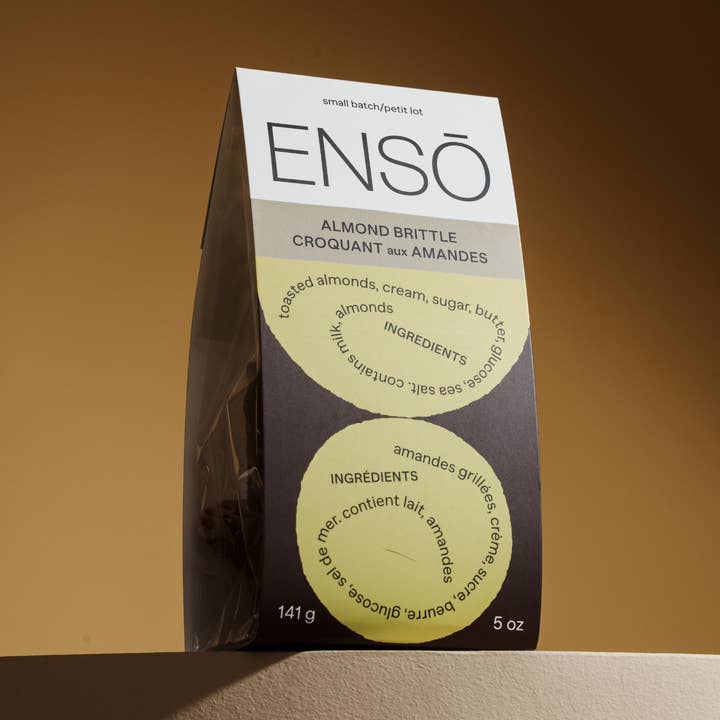 small batch/petit lot
ENSŌ
ALMOND BRITTLE
CROQUANT aux AMANDES
toasted almonds, cream, sugar, butter, glucose, sea salt. contains milk, almonds
INGREDIENTS
INGRÉDIENTS
amandes grillées, crème, sucre, beurre, glucose, sel de mer. contient lait, amandes
141 g
5 oz